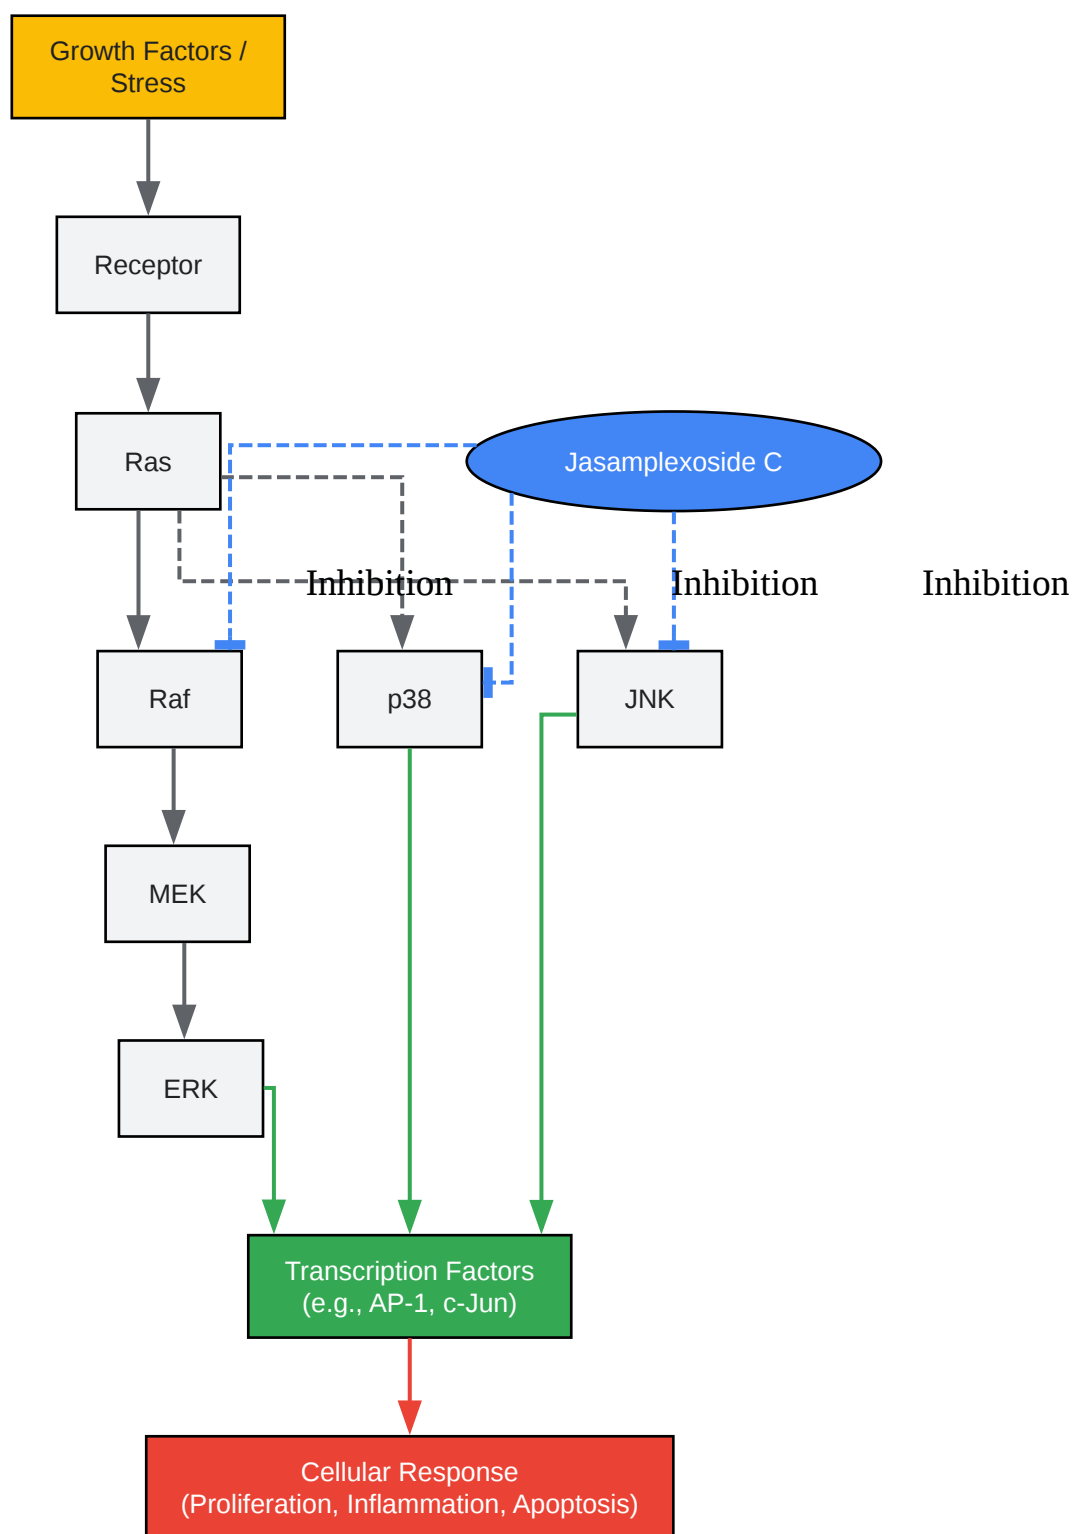 Growth Factors /
Stress
Receptor
Ras
Jasamplexoside C
Inhibition
Inhibition
Inhibition
Raf
p38
JNK
MEK
ERK
Transcription Factors
(e.g., AP-1, c-Jun)
Cellular Response
(Proliferation, Inflammation, Apoptosis)